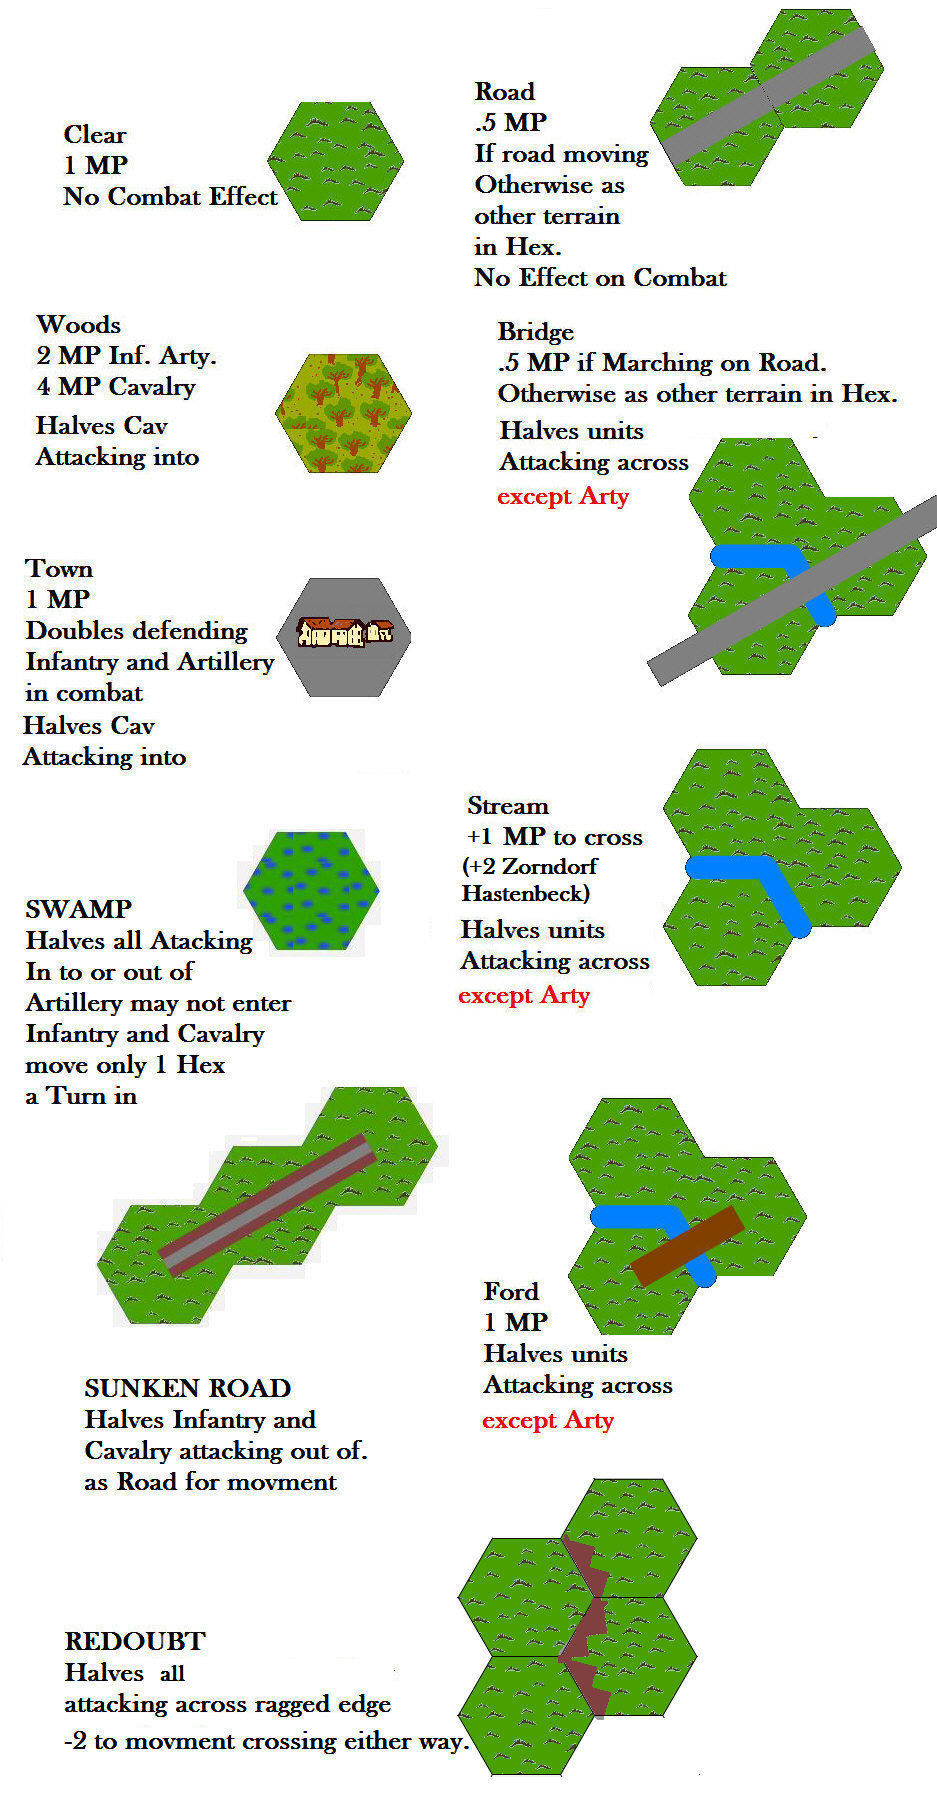 Clear
1 MP
No Combat Effect
Road
.5 MP
If road moving
Otherwise as
other terrain
in Hex.
No Effect on Combat
Woods
2 MP Inf. Arty.
4 MP Cavalry
Halves Cav
Attacking into
Bridge
.5 MP if Marching on Road.
Otherwise as other terrain in Hex.
Halves units
Attacking across
except Arty
Town
1 MP
Doubles defending
Infantry and Artillery
in combat
Halves Cav
Attacking into
Stream
+1 MP to cross
(+2 Zorndorf
Hastenbeck)
Halves units
Attacking across
except Arty
SWAMP
Halves all Atacking
In to or out of
Artillery may not enter
Infantry and Cavalry
move only 1 Hex
a Turn in
Ford
1 MP
Halves units
Attacking across
except Arty
SUNKEN ROAD
Halves Infantry and
Cavalry attacking out of.
as Road for movment
REDOUBT
Halves all
attacking across ragged edge
-2 to movment crossing either way.